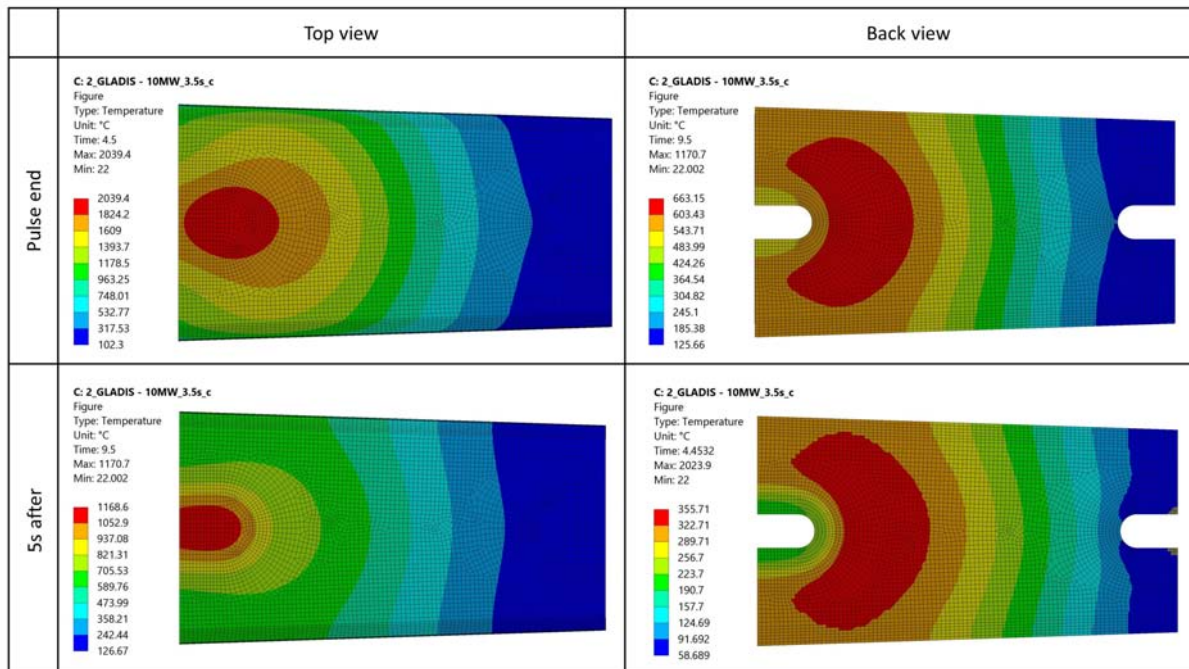 Top view
Back view
Pulse end
C: 2_GLADIS - 10MW_3.5s_c
Figure
Type: Temperature
Unit: °C
Time: 4.5
Max: 2039.4
Min: 22
2039.4
1824.2
1609
1393.7
1178.5
963.25
748.01
532.77
317.53
102.3
C: 2_GLADIS - 10MW_3.5s_c
Figure
Type: Temperature
Unit: °C
Time: 9.5
Max: 1170.7
Min: 22.002
663.15
603.43
543.71
483.99
424.26
364.54
304.82
245.1
185.38
125.66
5s after
C: 2_GLADIS - 10MW_3.5s_c
Figure
Type: Temperature
Unit: °C
Time: 9.5
Max: 1170.7
Min: 22.002
1168.6
1052.9
937.08
821.31
705.53
589.76
473.99
358.21
242.44
126.67
C: 2_GLADIS - 10MW_3.5s_c
Figure
Type: Temperature
Unit: °C
Time: 4.4532
Max: 2023.9
Min: 22
355.71
322.71
289.71
256.7
223.7
190.7
157.7
124.69
91.692
58.689